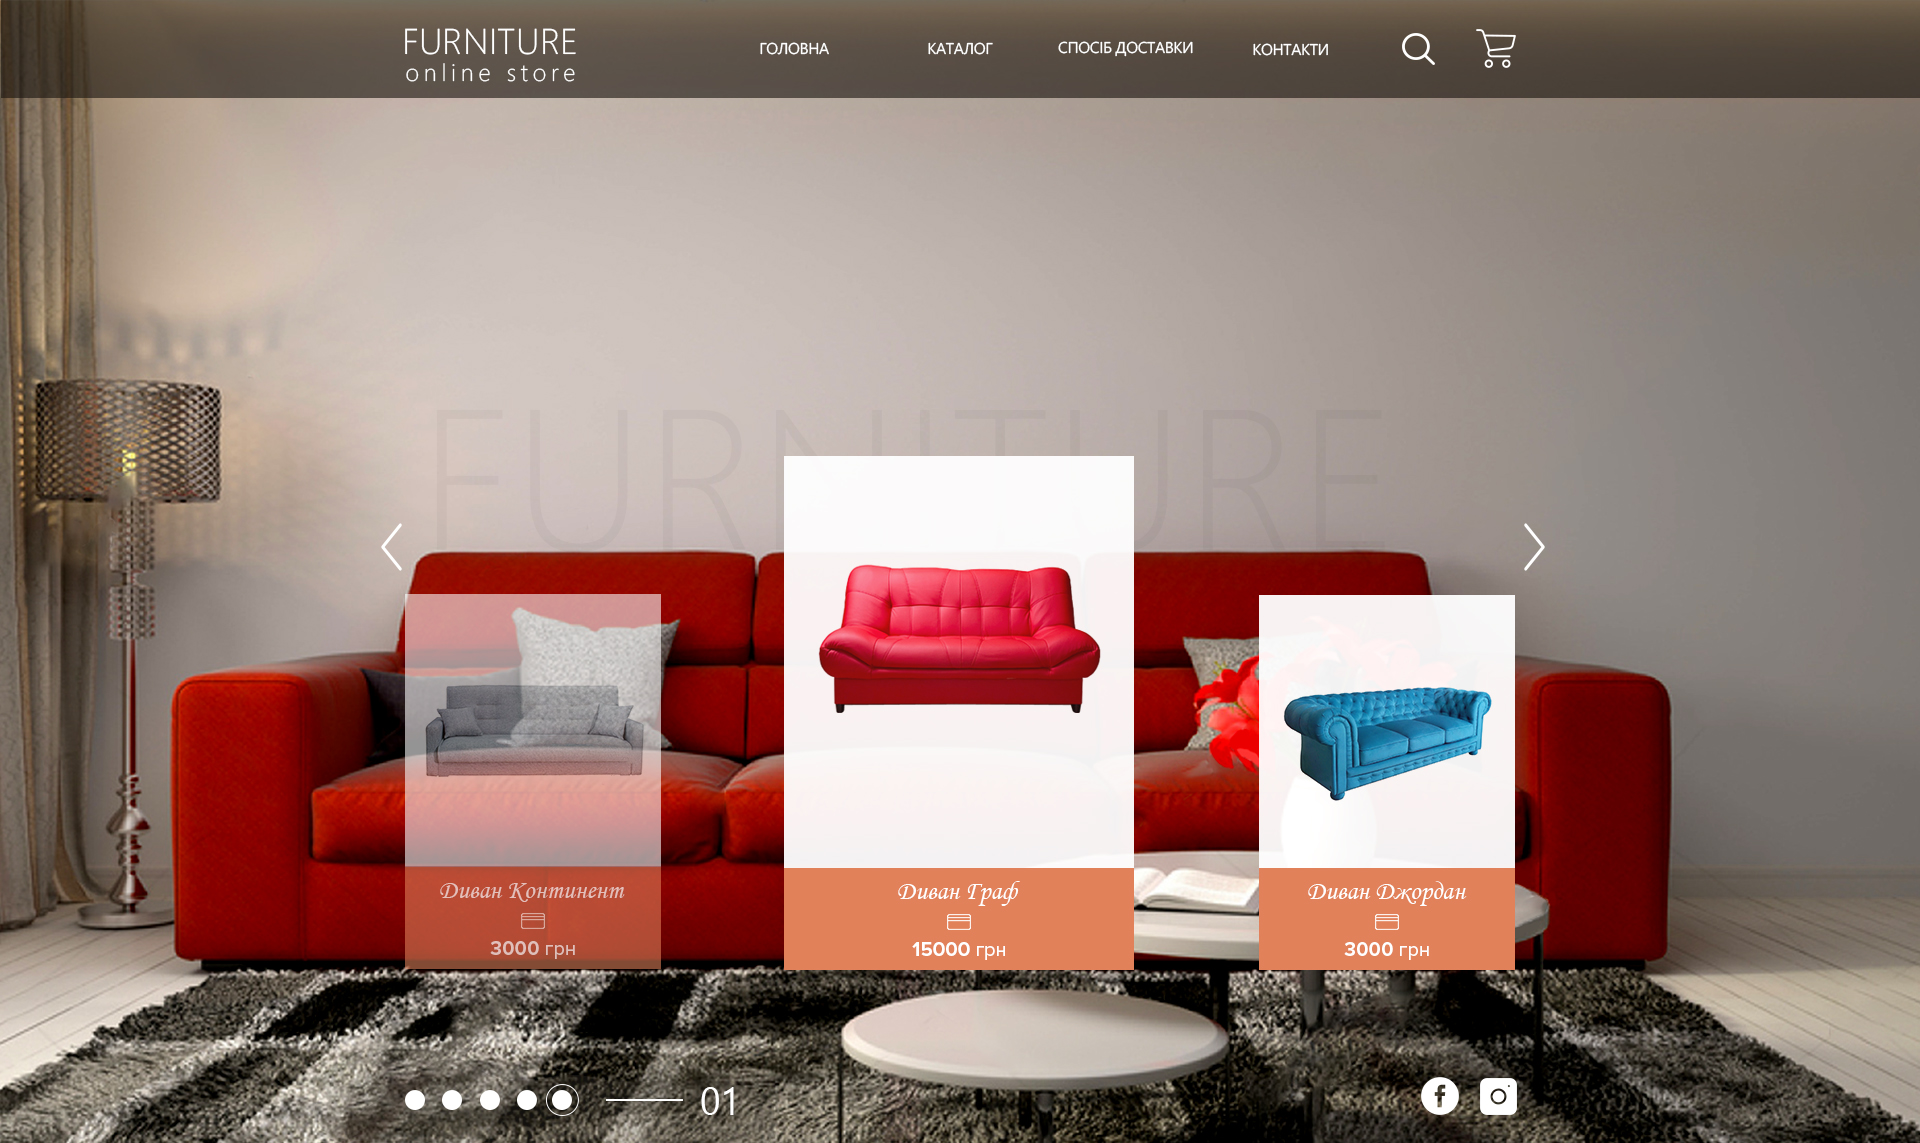 FURNITURE
online store
ГОЛОВНА
КАТАЛОГ
СПОСІБ ДОСТАВКИ
КОНТАКТИ
FURNITURE
Диван Континент
3000 грн
Диван Граф
15000 грн
Диван Джордан
3000 грн
01